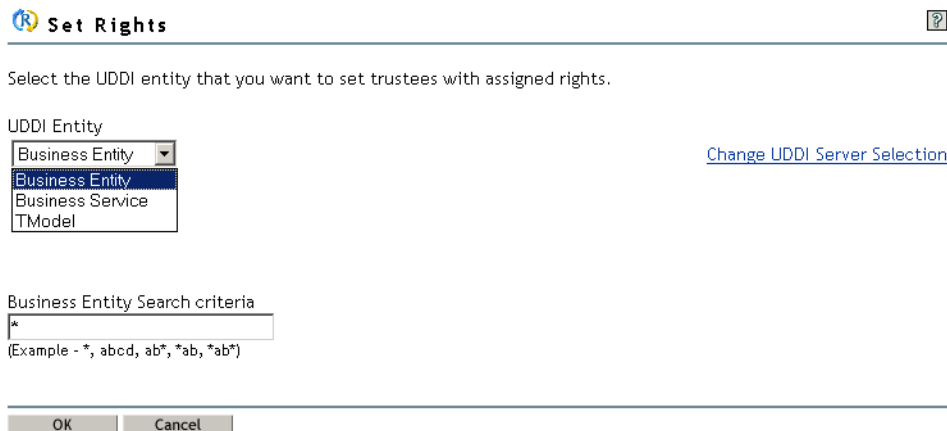 Set Rights
?
Select the UDDI entity that you want to set trustees with assigned rights.
UDDI Entity
Business Entity
Change UDDI Server Selection
Business Entity
Business Service
TModel
Business Entity Search criteria
*
(Example - *, abcd, ab*, *ab, *ab*)
OK Cancel